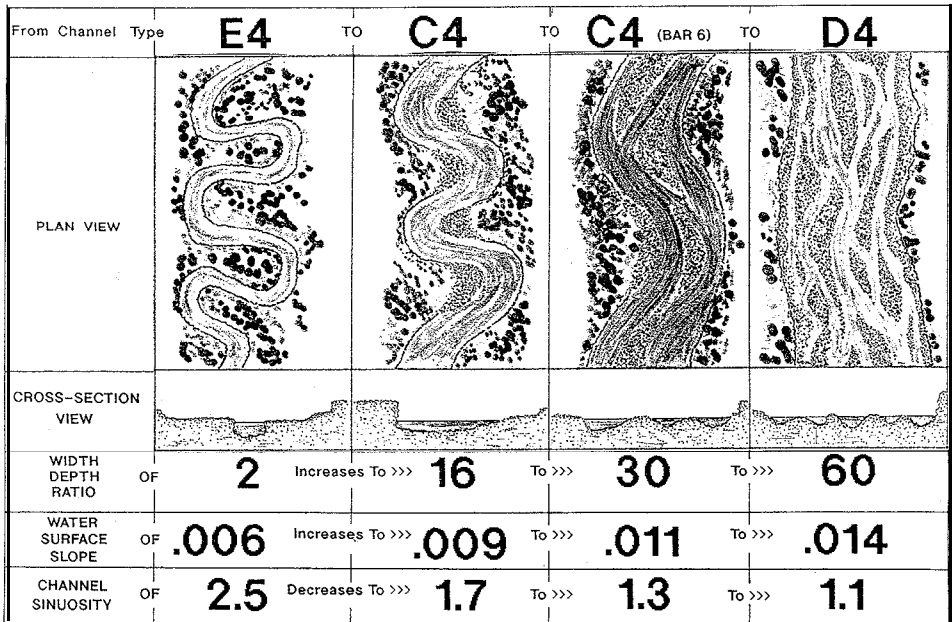 From Channel Type E4 TO C4 TO C4 (BAR 6) TO D4
PLAN VIEW
CROSS-SECTION
VIEW
WIDTH
DEPTH OF 2 Increases To >>> 16 To >>> 30 To >>> 60
RATIO
WATER
SURFACE OF .006 Increases To >>> .009 To >>> .011 To >>> .014
SLOPE
CHANNEL
SINUOSITY OF 2.5 Decreases To >>> 1.7 To >>> 1.3 To >>> 1.1